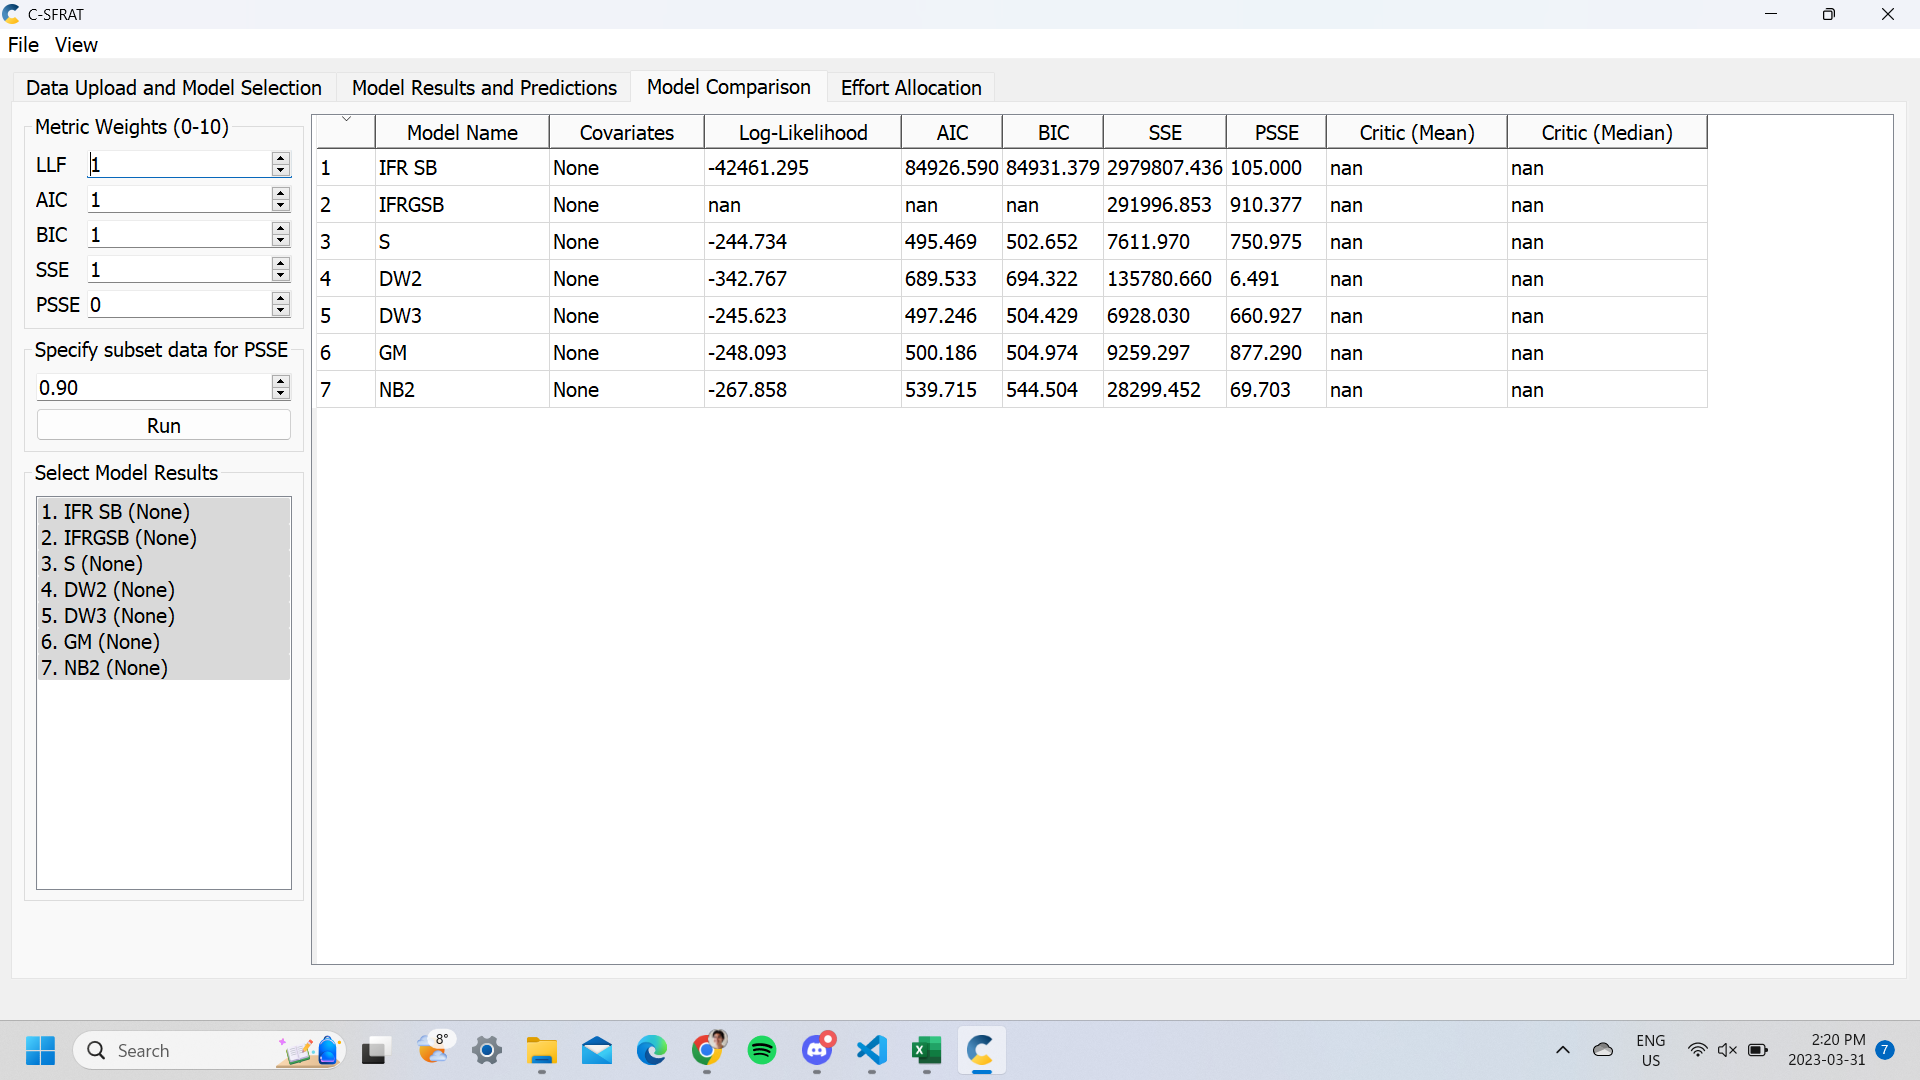 C-SFRAT
File View
Data Upload and Model Selection Model Results and Predictions Model Comparison Effort Allocation
Metric Weights (0-10)
LLF 1
AIC 1
BIC 1
SSE 1
PSSE 0
Specify subset data for PSSE
0.90
Run
Select Model Results
1. IFR SB (None)
2. IFRGSB (None)
3. S (None)
4. DW2 (None)
5. DW3 (None)
6. GM (None)
7. NB2 (None)
Model Name Covariates Log-Likelihood AIC BIC SSE PSSE Critic (Mean) Critic (Median)
1 IFR SB None -42461.295 84926.590 84931.379 2979807.436 105.000 nan nan
2 IFRGSB None nan nan nan 291996.853 910.377 nan nan
3 S None -244.734 495.469 502.652 7611.970 750.975 nan nan
4 DW2 None -342.767 689.533 694.322 135780.660 6.491 nan nan
5 DW3 None -245.623 497.246 504.429 6928.030 660.927 nan nan
6 GM None -248.093 500.186 504.974 9259.297 877.290 nan nan
7 NB2 None -267.858 539.715 544.504 28299.452 69.703 nan nan
Search
8°
ENG
US
2:20 PM
2023-03-31
7